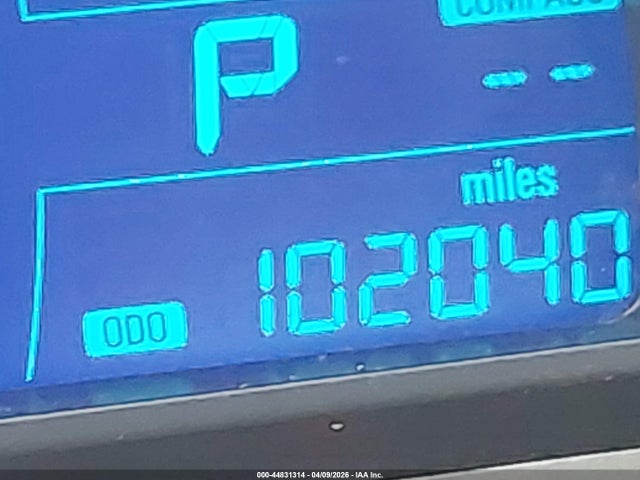 COMPASS
P
--
miles
ODO 102040
000-44831314 - 04/09/2026 - IAA Inc.